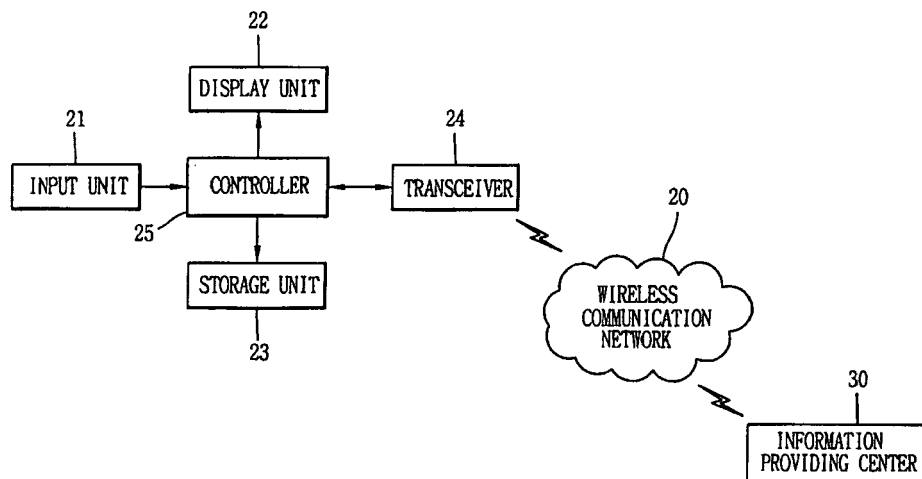 22
DISPLAY UNIT
21
INPUT UNIT
CONTROLLER
25
24
TRANSCEIVER
STORAGE UNIT
23
20
WIRELESS
COMMUNICATION
NETWORK
30
INFORMATION
PROVIDING CENTER